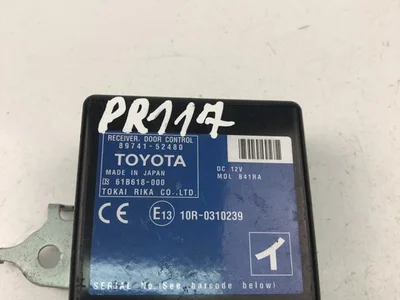 PR117
RECEIVER, DOOR CONTROL
89741-52480
TOYOTA
MADE IN JAPAN
DC 12V
61B618-000
MDL B41RA
TOKAI RIKA CO.,LTD.
CE E13 10R-0310239
イ
SERIAL No.(See barcode below)